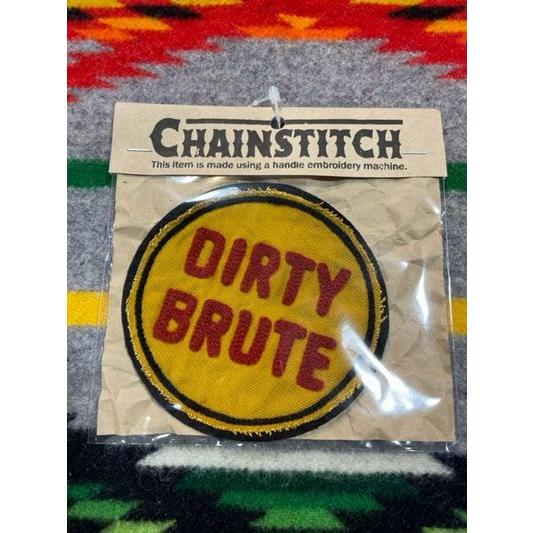 CHAINSTITCH
This item is made using a handle embroidery machine.
DIRTY
BRUTE